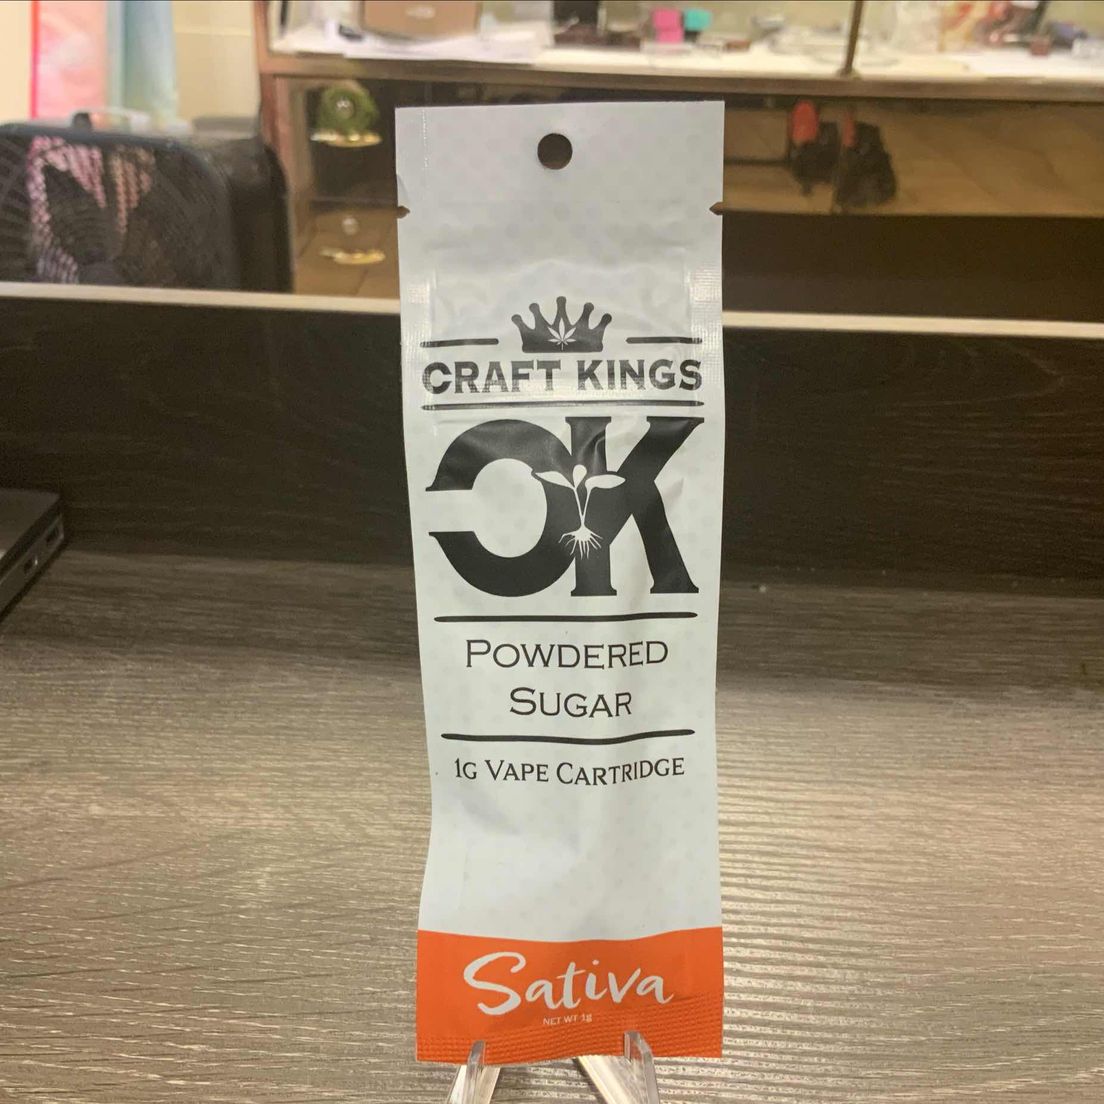 CRAFT KINGS
CK
POWDERED
SUGAR
1G VAPE CARTRIDGE
Sativa
NET WT 1g